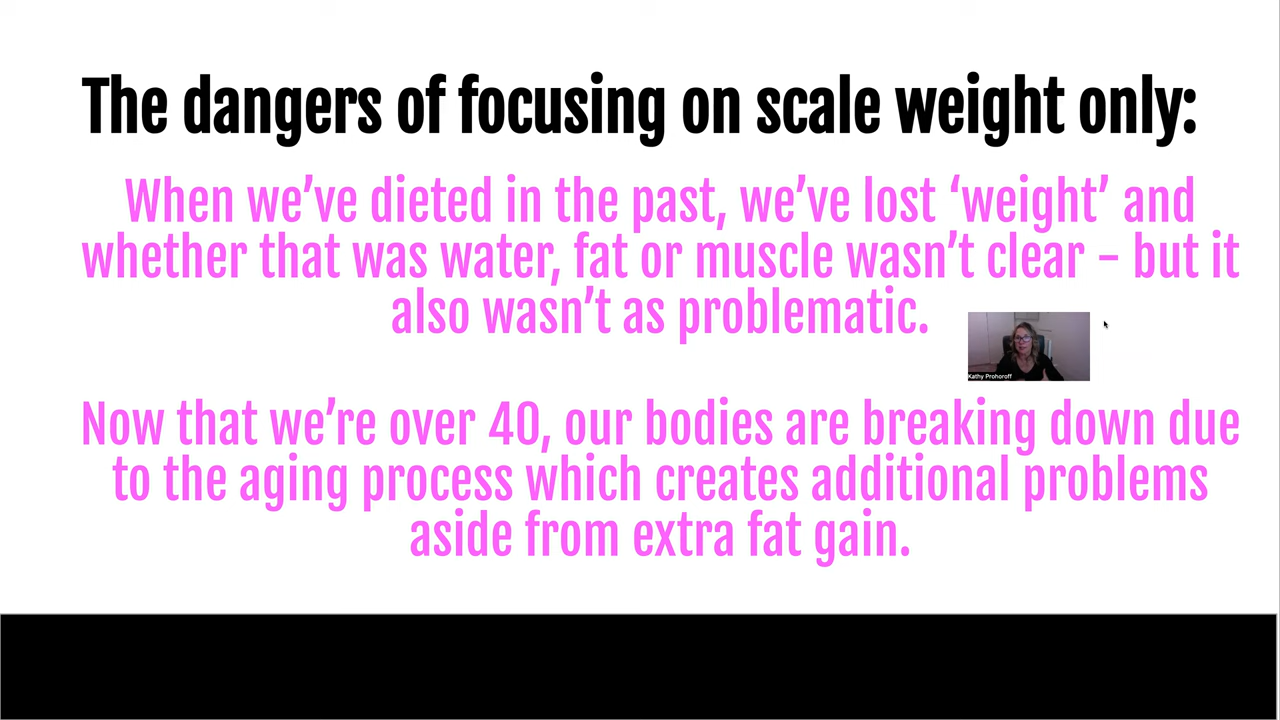 The dangers of focusing on scale weight only:
When we’ve dieted in the past, we’ve lost ‘weight’ and
whether that was water, fat or muscle wasn’t clear – but it
also wasn’t as problematic.
Kathy Prohoroff
Now that we’re over 40, our bodies are breaking down due
to the aging process which creates additional problems
aside from extra fat gain.